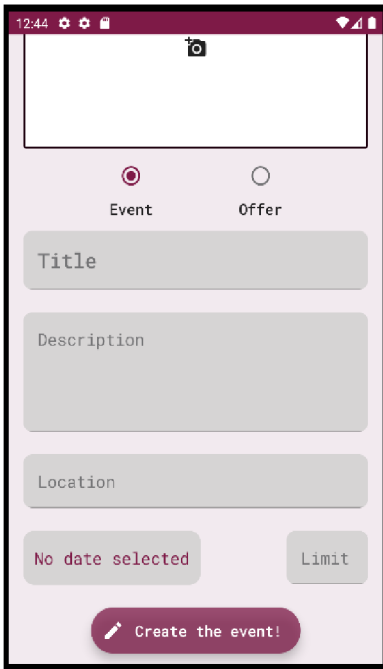 12:44
Event Offer
Title
Description
Location
No date selected Limit
Create the event!